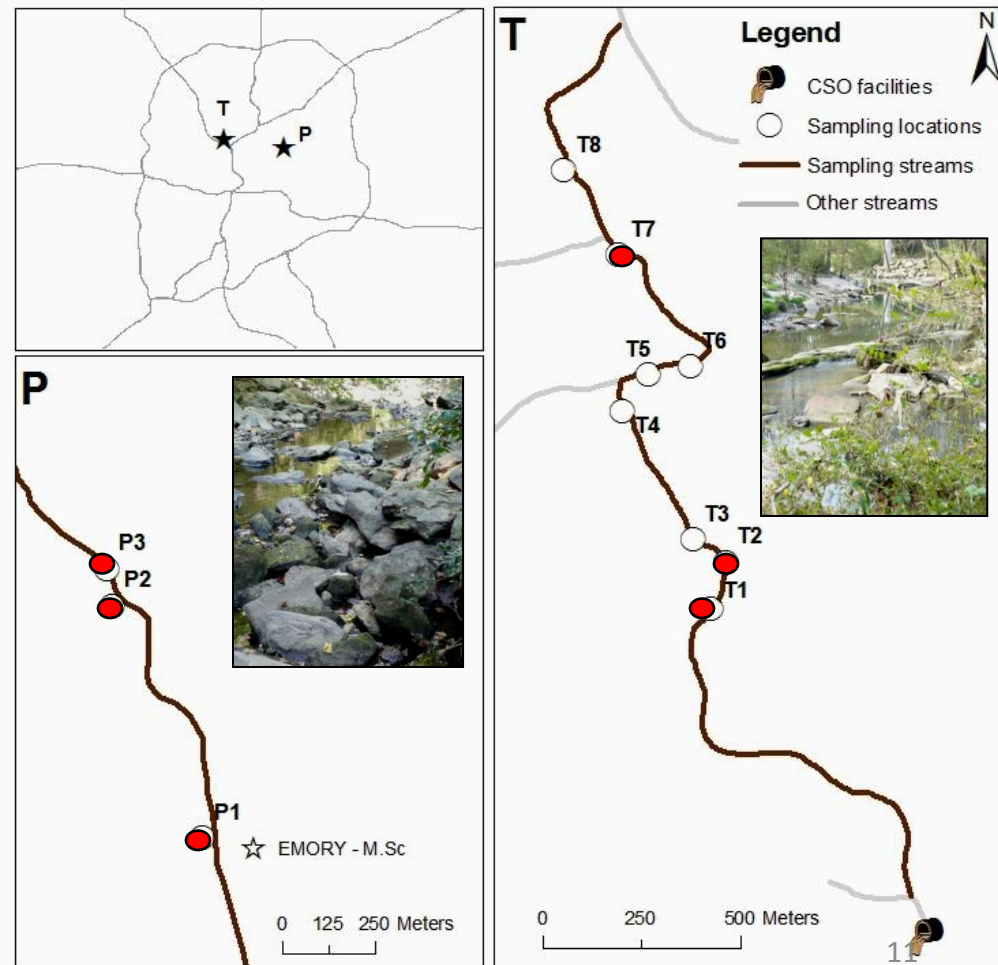 T
P
P
P3
P2
P1
EMORY - M.Sc
0 125 250 Meters
T
Legend
N
CSO facilities
Sampling locations
Sampling streams
Other streams
T8
T7
T6
T5
T4
T3
T2
T1
0 250 500 Meters
11